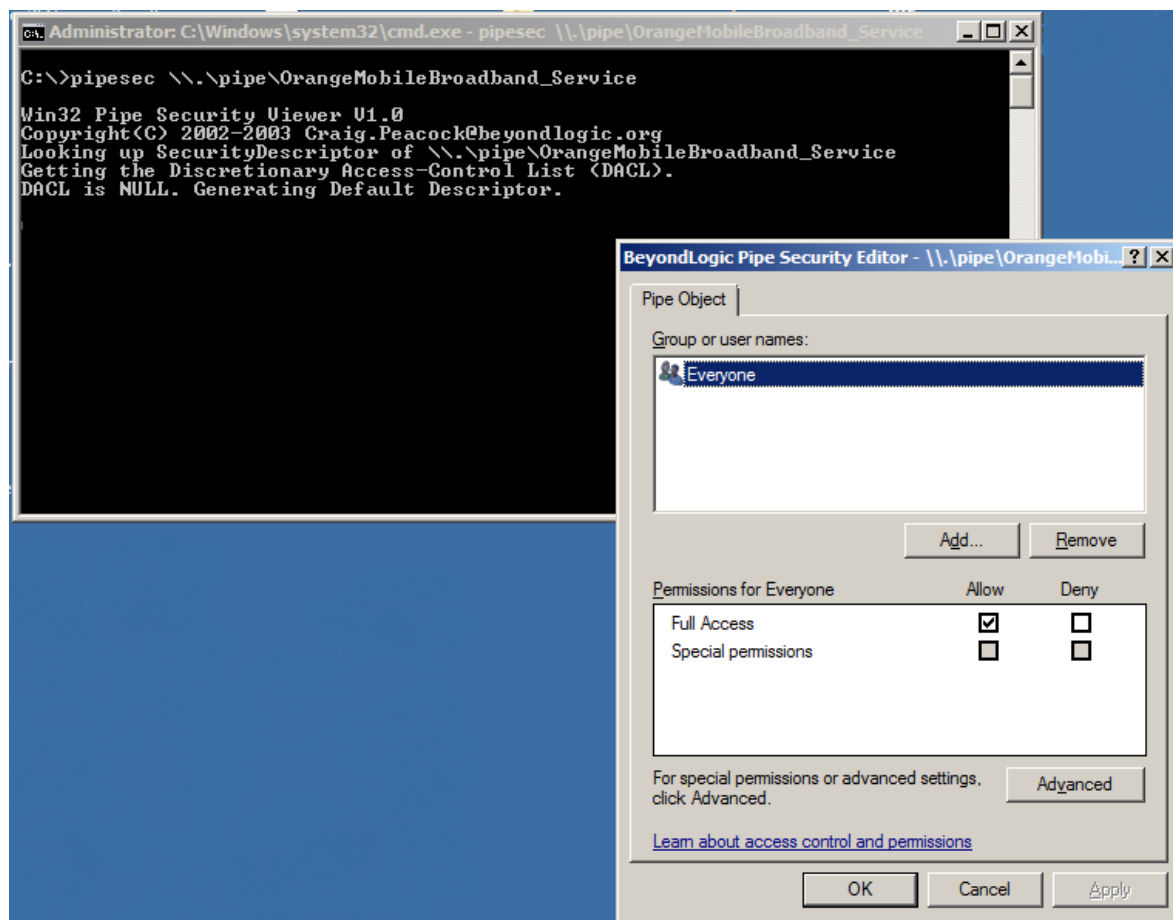 Administrator: C:\Windows\system32\cmd.exe - pipesec \\.\pipe\OrangeMobileBroadband_Service
C:\>pipesec \\.\pipe\OrangeMobileBroadband_Service
Win32 Pipe Security Viewer V1.0
Copyright(C) 2002-2003 Craig.Peacock@beyondlogic.org
Looking up SecurityDescriptor of \\.\pipe\OrangeMobileBroadband_Service
Getting the Discretionary Access-Control List (DACL).
DACL is NULL. Generating Default Descriptor.
BeyondLogic Pipe Security Editor - \\.\pipe\OrangeMobi...
Pipe Object
Group or user names:
Everyone
Add...
Remove
Permissions for Everyone Allow Deny
Full Access
Special permissions
For special permissions or advanced settings,
click Advanced.
Advanced
Learn about access control and permissions
OK Cancel Apply